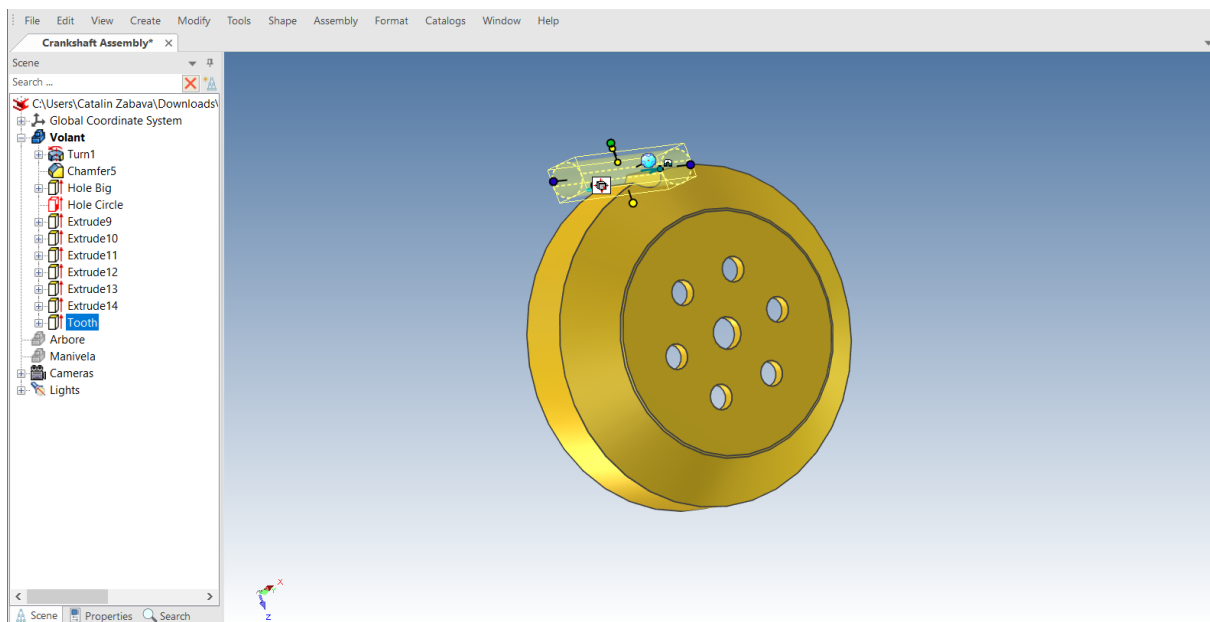 File Edit View Create Modify Tools Shape Assembly Format Catalogs Window Help
Crankshaft Assembly*
Scene
Search ...
C:\Users\Catalin Zabava\Downloads\
Global Coordinate System
Volant
Turn1
Chamfer5
Hole Big
Hole Circle
Extrude9
Extrude10
Extrude11
Extrude12
Extrude13
Extrude14
Tooth
Arbore
Manivela
Cameras
Lights
X
Z
Scene Properties Search